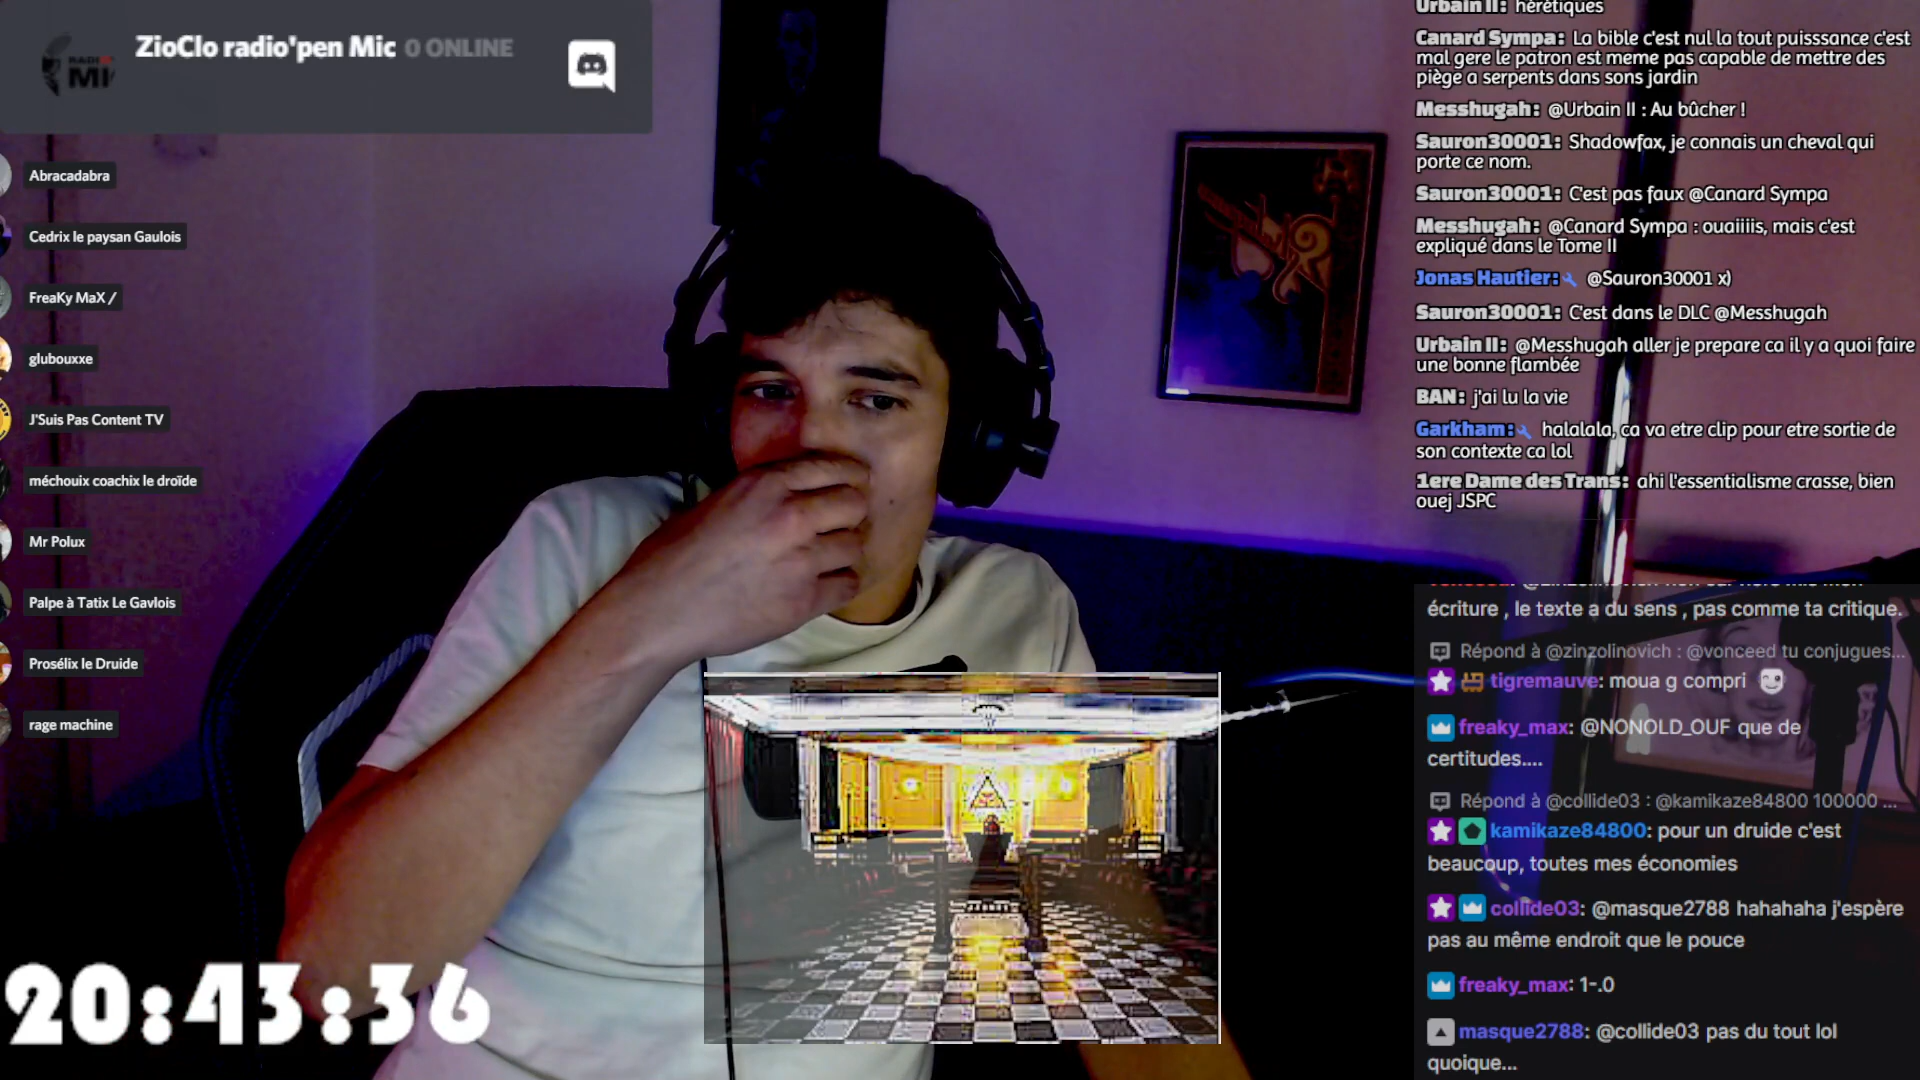 ZioClo radio'pen Mic 0 ONLINE
RADIO
MI
Abracadabra
Cedrix le paysan Gaulois
FreaKy MaX /
glubouxxe
J'Suis Pas Content TV
méchouix coachix le droïde
Mr Polux
Palpe à Tatix Le Gavlois
Prosélix le Druide
rage machine
20:43:36
Urbain II: hérétiques
Canard Sympa: La bible c'est nul la tout puisssance c'est
mal gere le patron est meme pas capable de mettre des
piège a serpents dans sons jardin
Messhugah: @Urbain II : Au bûcher !
Sauron30001: Shadowfax, je connais un cheval qui
porte ce nom.
Sauron30001: C'est pas faux @Canard Sympa
Messhugah: @Canard Sympa : ouaiiiis, mais c'est
expliqué dans le Tome II
Jonas Hautier: @Sauron30001 x)
Sauron30001: C'est dans le DLC @Messhugah
Urbain II: @Messhugah aller je prepare ca il y a quoi faire
une bonne flambée
BAN: j'ai lu la vie
Garkham: halalala, ca va etre clip pour etre sortie de
son contexte ca lol
1ere Dame des Trans: ahi l'essentialisme crasse, bien
ouej JSPC
écriture , le texte a du sens , pas comme ta critique.
Répond à @zinzolinovich : @vonceed tu conjugues...
tigremauve: moua g compri
freaky_max: @NONOLD_OUF que de
certitudes....
Répond à @collide03 : @kamikaze84800 100000 ...
kamikaze84800: pour un druide c'est
beaucoup, toutes mes économies
collide03: @masque2788 hahahaha j'espère
pas au même endroit que le pouce
freaky_max: 1-.0
masque2788: @collide03 pas du tout lol
quoique...